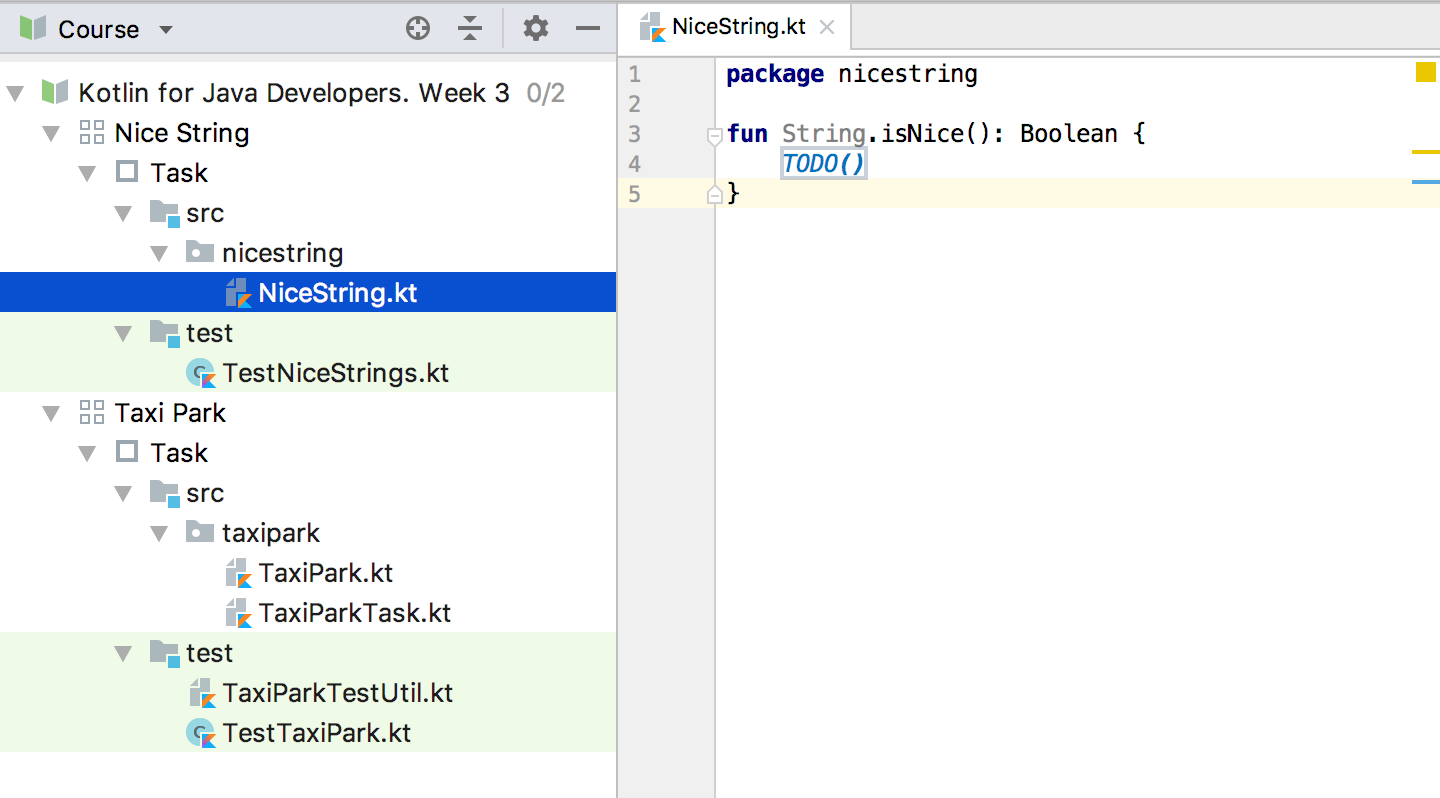 Course
Kotlin for Java Developers. Week 3 0/2
Nice String
Task
src
nicestring
NiceString.kt
test
TestNiceStrings.kt
Taxi Park
Task
src
taxipark
TaxiPark.kt
TaxiParkTask.kt
test
TaxiParkTestUtil.kt
TestTaxiPark.kt
NiceString.kt
1 package nicestring
2
3 fun String.isNice(): Boolean {
4 TODO()
5 }